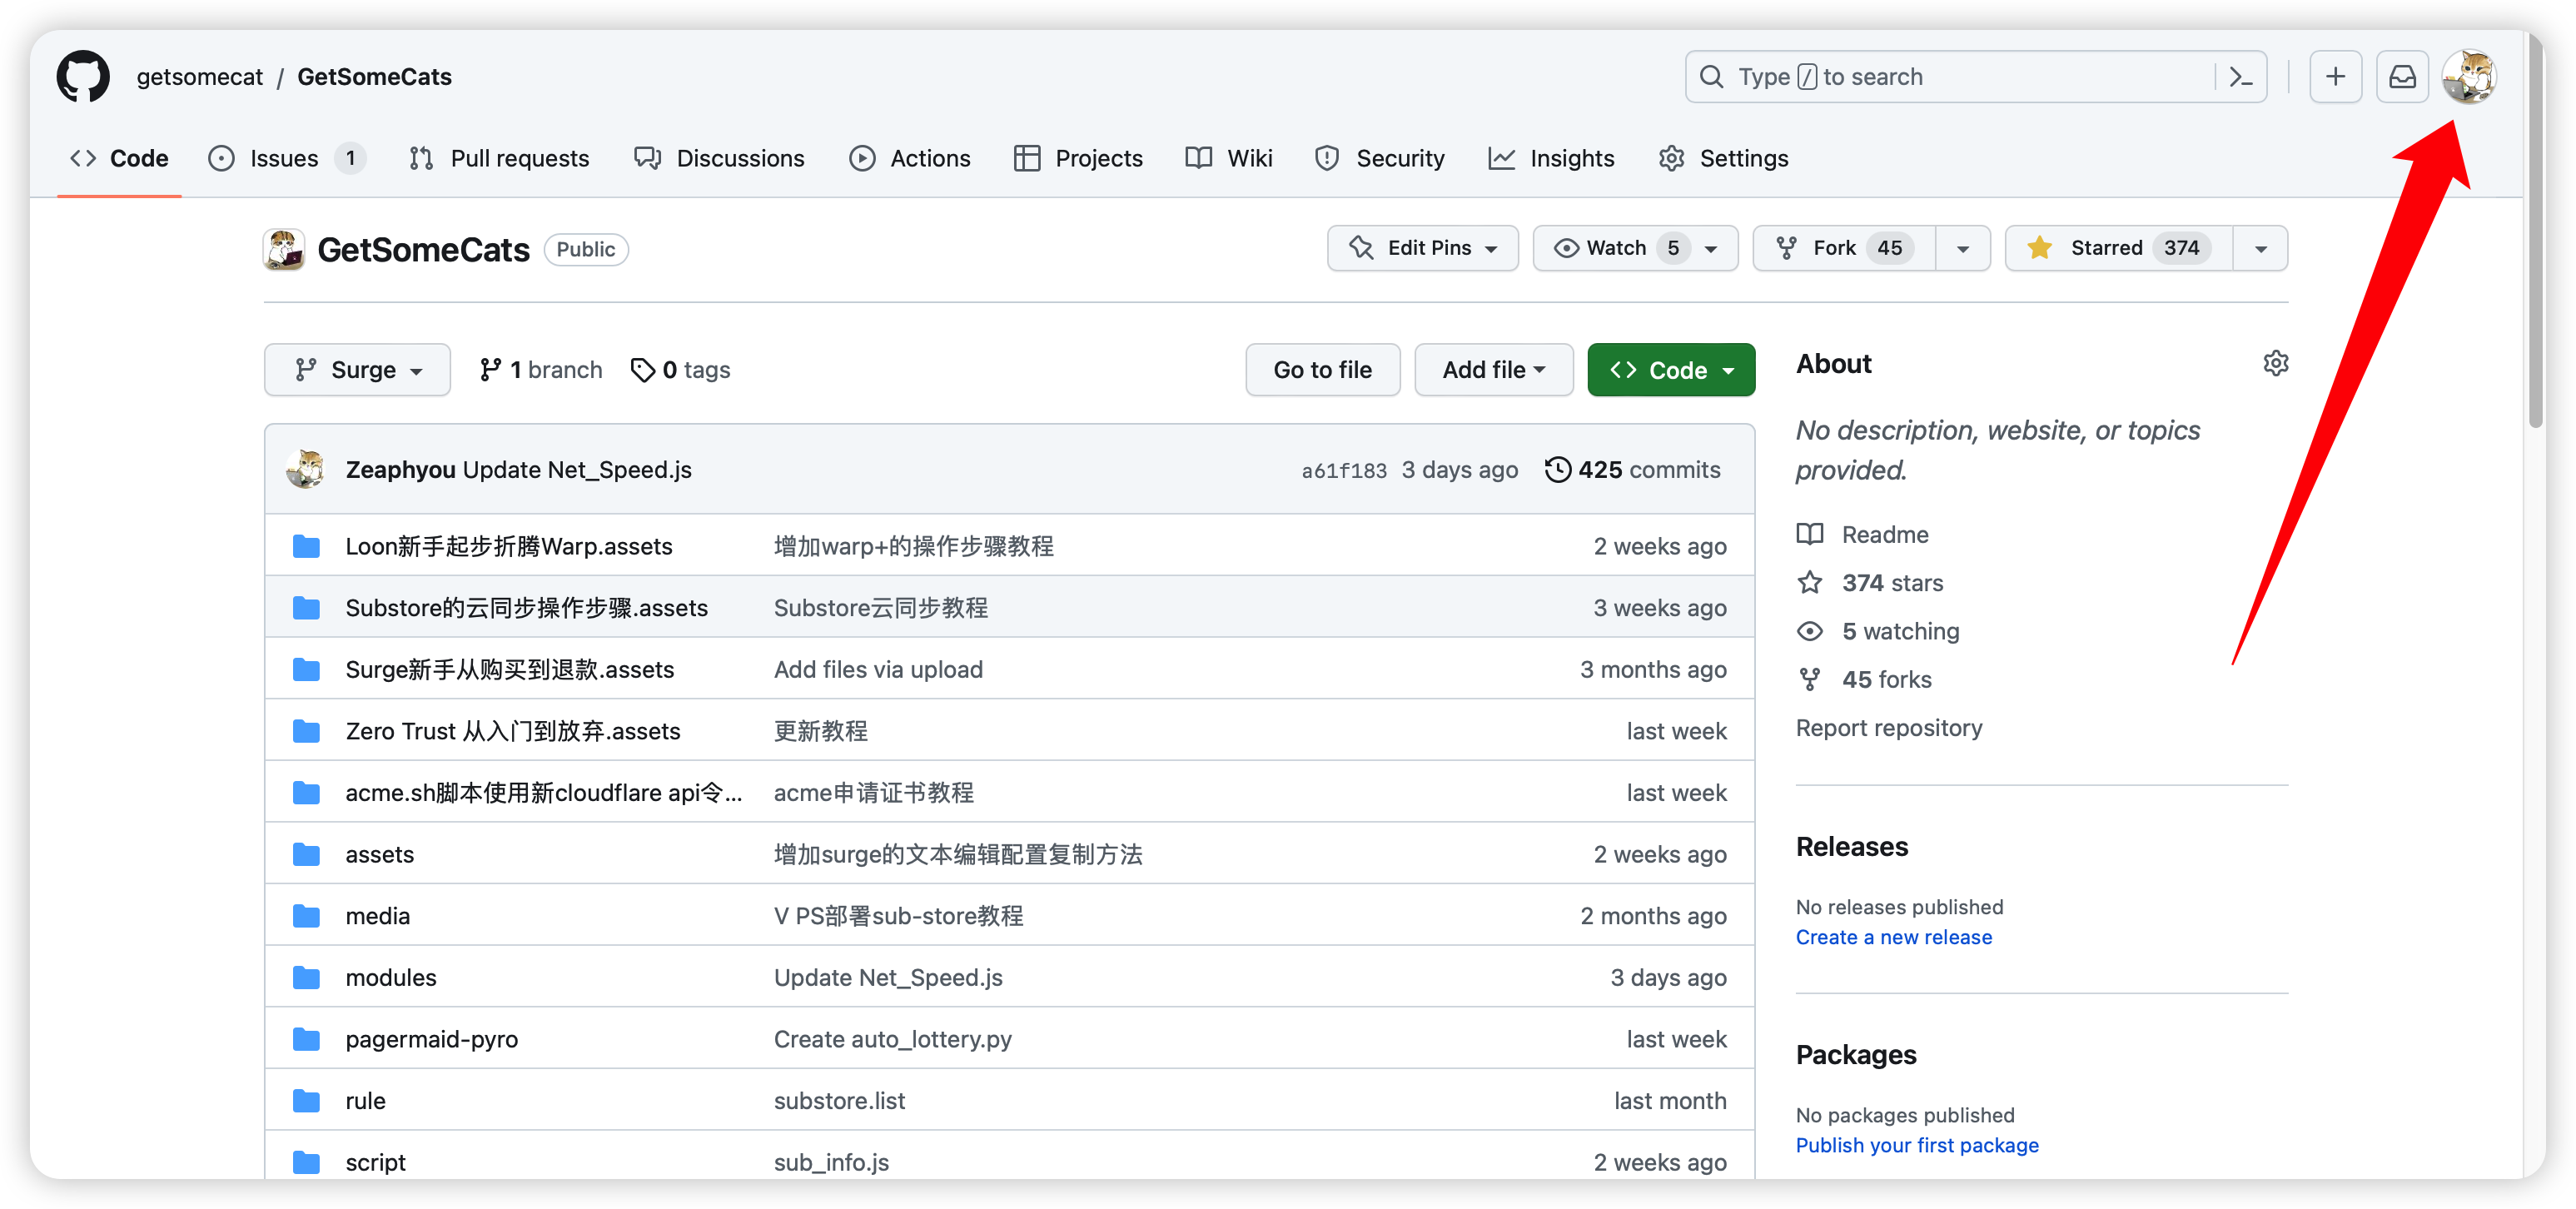 getsomecat / GetSomeCats
Type / to search
Code
Issues 1
Pull requests
Discussions
Actions
Projects
Wiki
Security
Insights
Settings
GetSomeCats Public
Edit Pins
Watch 5
Fork 45
Starred 374
Surge
1 branch
0 tags
Go to file
Add file
Code
Zeaphyou Update Net_Speed.js a61f183 3 days ago 425 commits
Loon新手起步折腾Warp.assets 增加warp+的操作步骤教程 2 weeks ago
Substore的云同步操作步骤.assets Substore云同步教程 3 weeks ago
Surge新手从购买到退款.assets Add files via upload 3 months ago
Zero Trust 从入门到放弃.assets 更新教程 last week
acme.sh脚本使用新cloudflare api令... acme申请证书教程 last week
assets 增加surge的文本编辑配置复制方法 2 weeks ago
media V PS部署sub-store教程 2 months ago
modules Update Net_Speed.js 3 days ago
pagermaid-pyro Create auto_lottery.py last week
rule substore.list last month
script sub_info.js 2 weeks ago
About
No description, website, or topics
provided.
Readme
374 stars
5 watching
45 forks
Report repository
Releases
No releases published
Create a new release
Packages
No packages published
Publish your first package